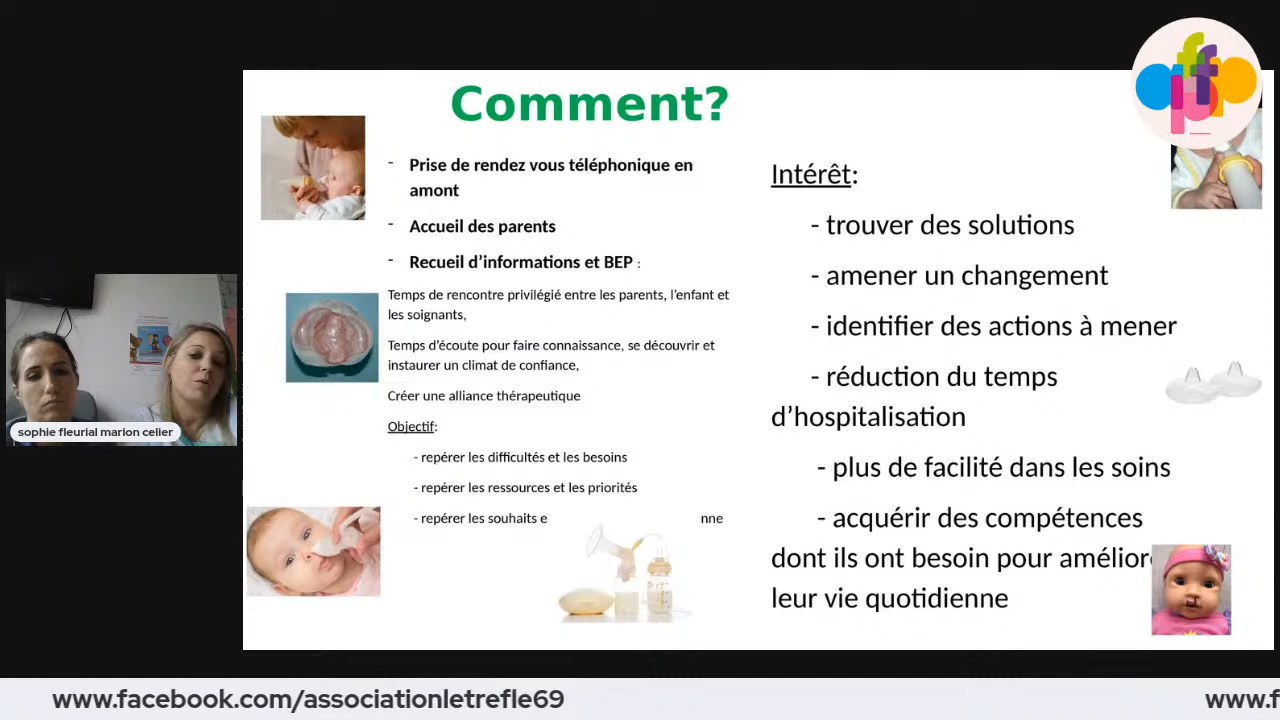 Comment?
- Prise de rendez vous téléphonique en
amont
- Accueil des parents
- Recueil d’informations et BEP :
Temps de rencontre privilégié entre les parents, l’enfant et
les soignants,
Temps d’écoute pour faire connaissance, se découvrir et
instaurer un climat de confiance,
Créer une alliance thérapeutique
Objectif:
- repérer les difficultés et les besoins
- repérer les ressources et les priorités
- repérer les souhaits e
nne
Intérêt:
- trouver des solutions
- amener un changement
- identifier des actions à mener
- réduction du temps
d’hospitalisation
- plus de facilité dans les soins
- acquérir des compétences
dont ils ont besoin pour amélior
leur vie quotidienne
sophie fleurial marion celier
www.facebook.com/associationletrefle69
www.f